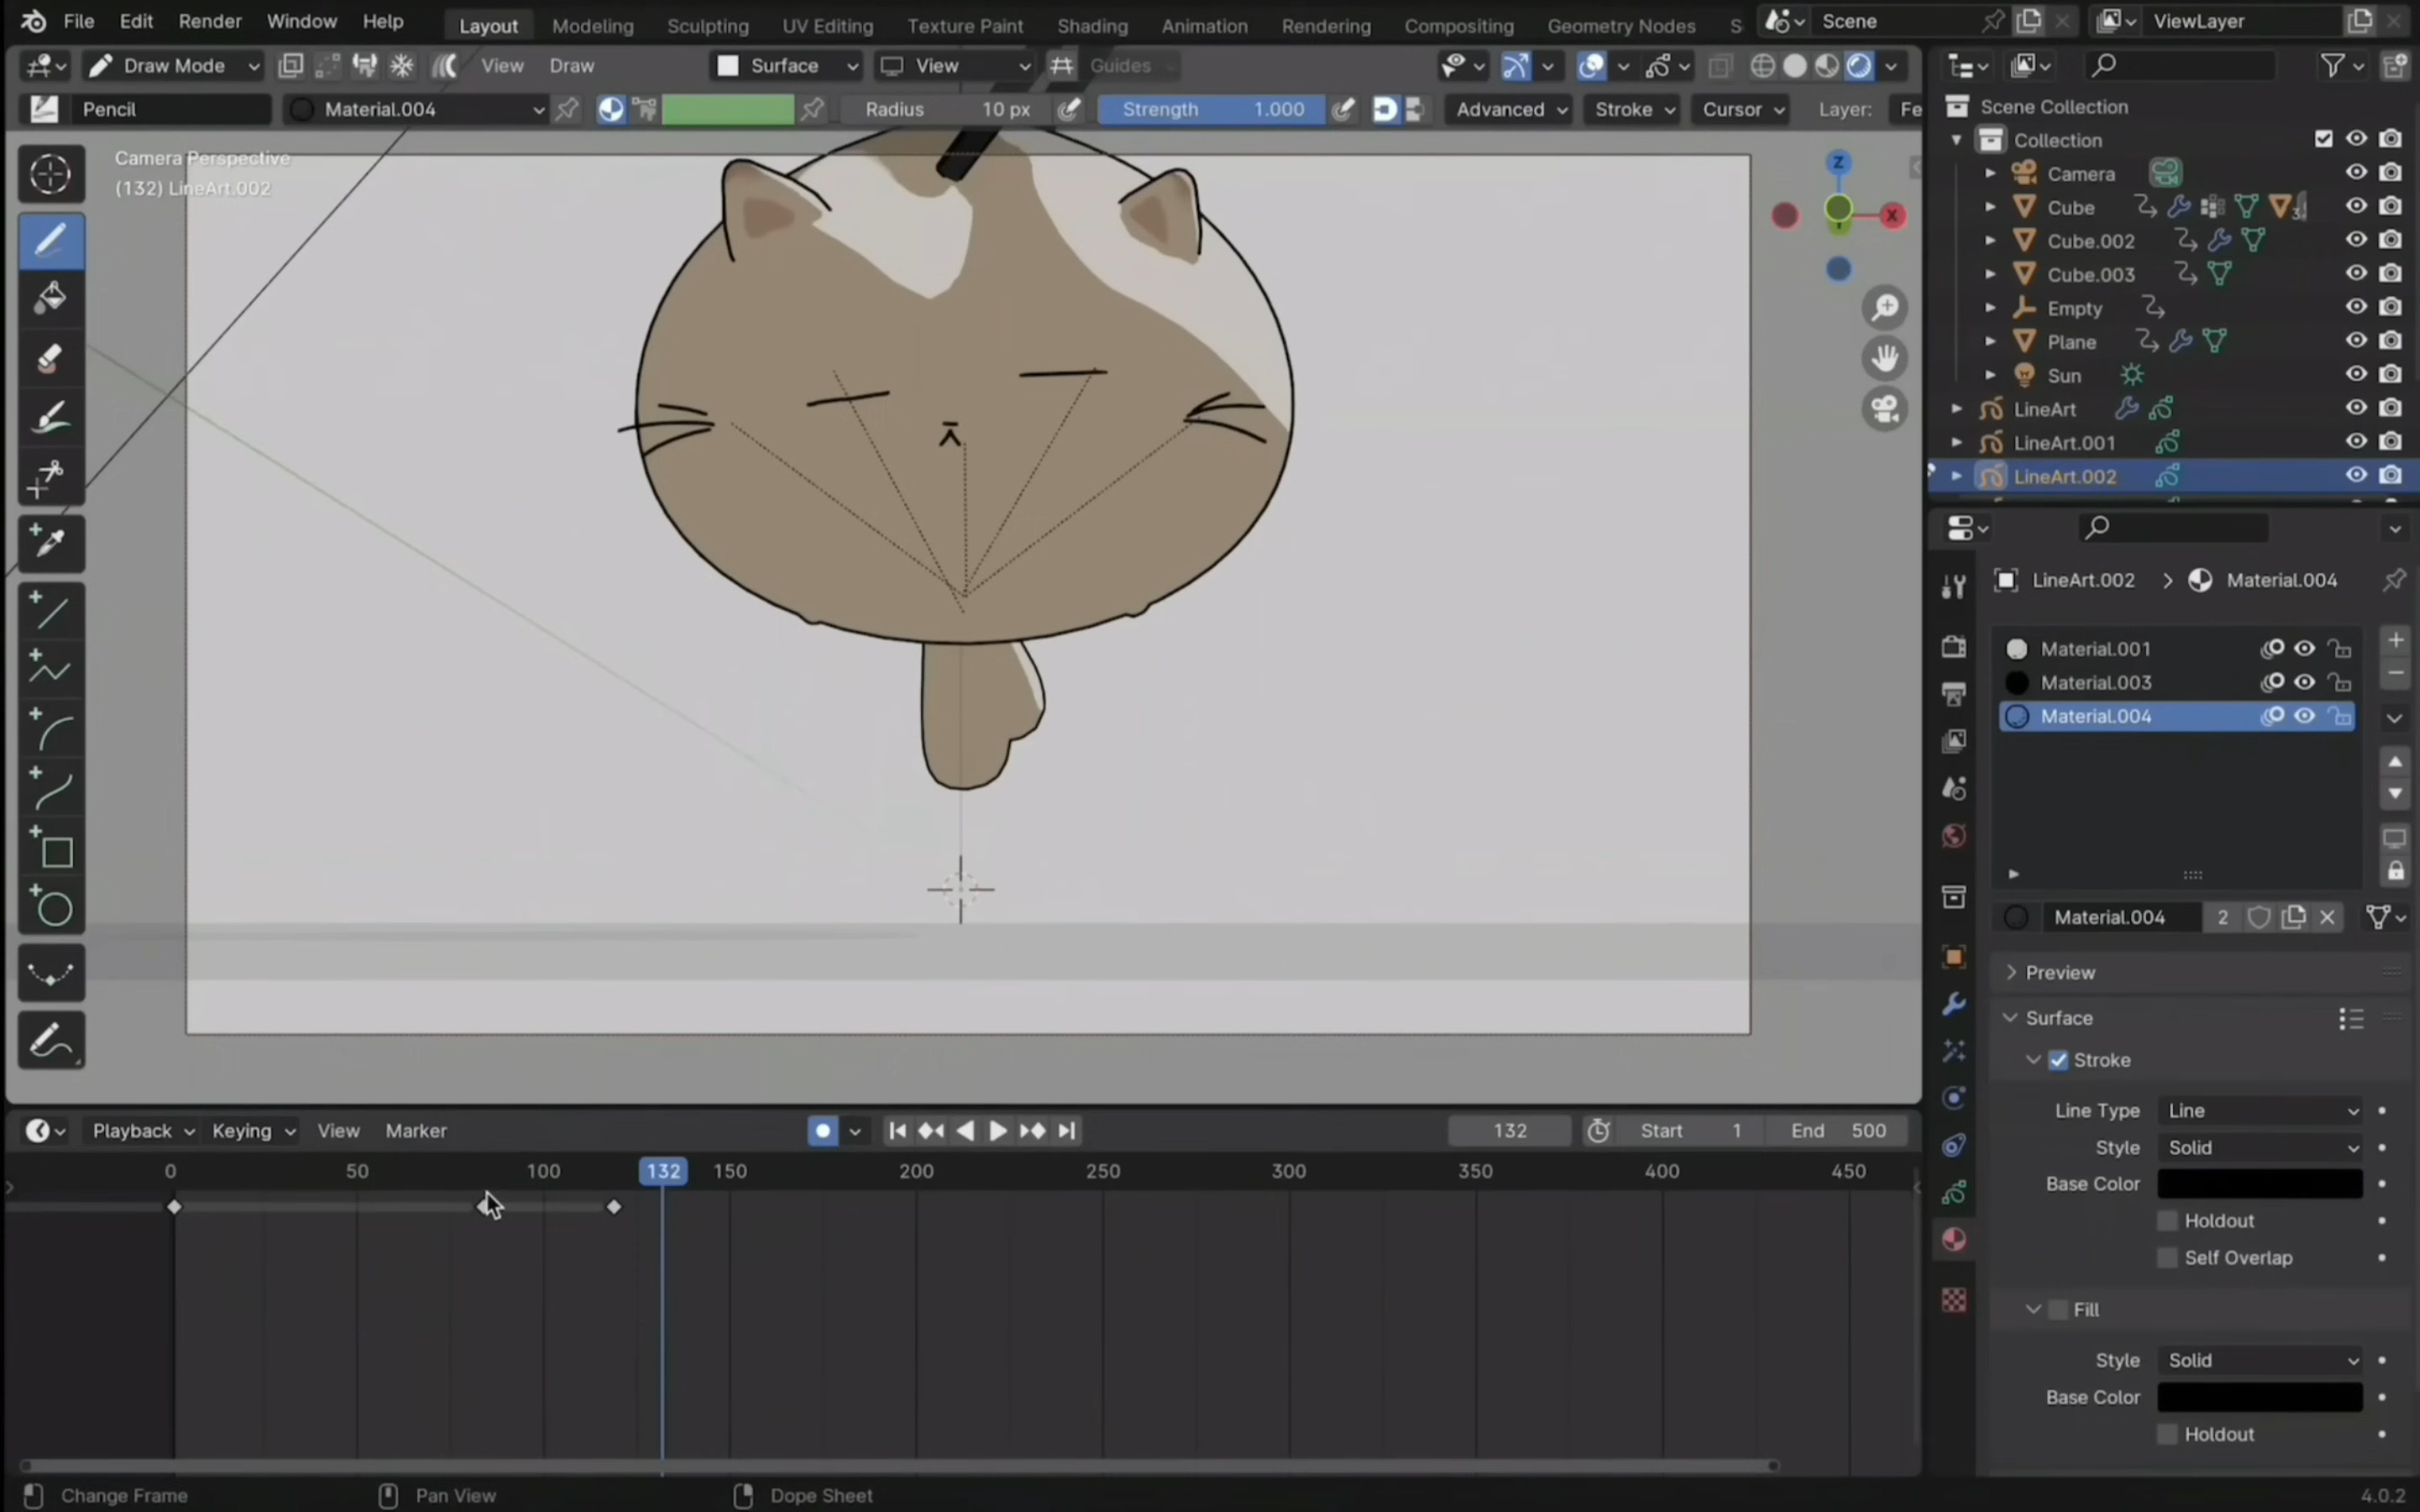 File Edit Render Window Help Layout Modeling Sculpting UV Editing Texture Paint Shading Animation Rendering Compositing Geometry Nodes S Scene ViewLayer
Draw Mode View Draw Surface View Guides
Pencil Material.004 Radius 10 px Strength 1.000 Advanced Stroke Cursor Layer: Fe
Camera Perspective
(132) LineArt.002
Z
X
Scene Collection
Collection
Camera
Cube 3
Cube.002
Cube.003
Empty
Plane
Sun
LineArt
LineArt.001
LineArt.002
LineArt.002 > Material.004
Material.001
Material.003
Material.004
Material.004 2
Preview
Surface
Stroke
Line Type Line
Style Solid
Base Color
Holdout
Self Overlap
Fill
Style Solid
Base Color
Holdout
Playback Keying View Marker 132 Start 1 End 500
0 50 100 132 150 200 250 300 350 400 450
Change Frame Pan View Dope Sheet 4.0.2